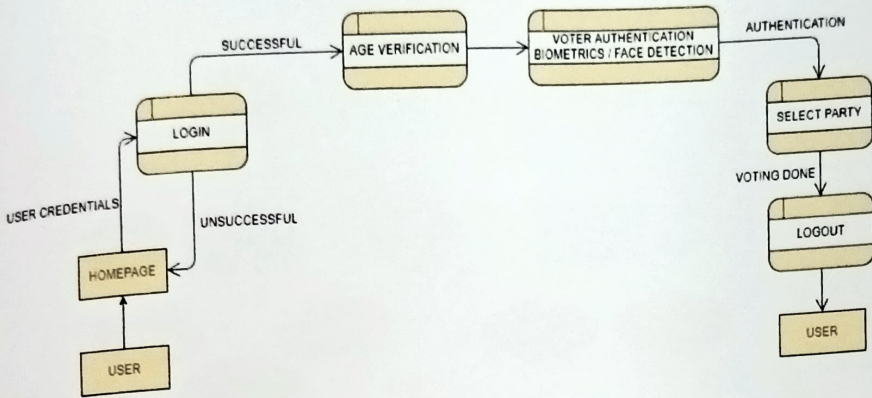 SUCCESSFUL
AGE VERIFICATION
VOTER AUTHENTICATION
BIOMETRICS / FACE DETECTION
AUTHENTICATION
LOGIN
SELECT PARTY
USER CREDENTIALS
UNSUCCESSFUL
VOTING DONE
LOGOUT
HOMEPAGE
USER
USER